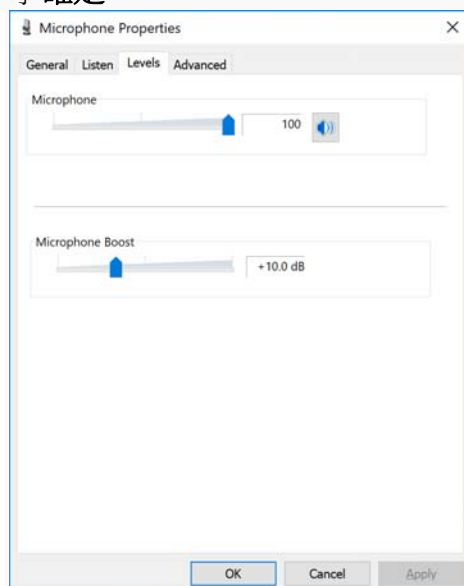 Microphone Properties
General Listen Levels Advanced
Microphone
100
Microphone Boost
+10.0 dB
OK Cancel Apply